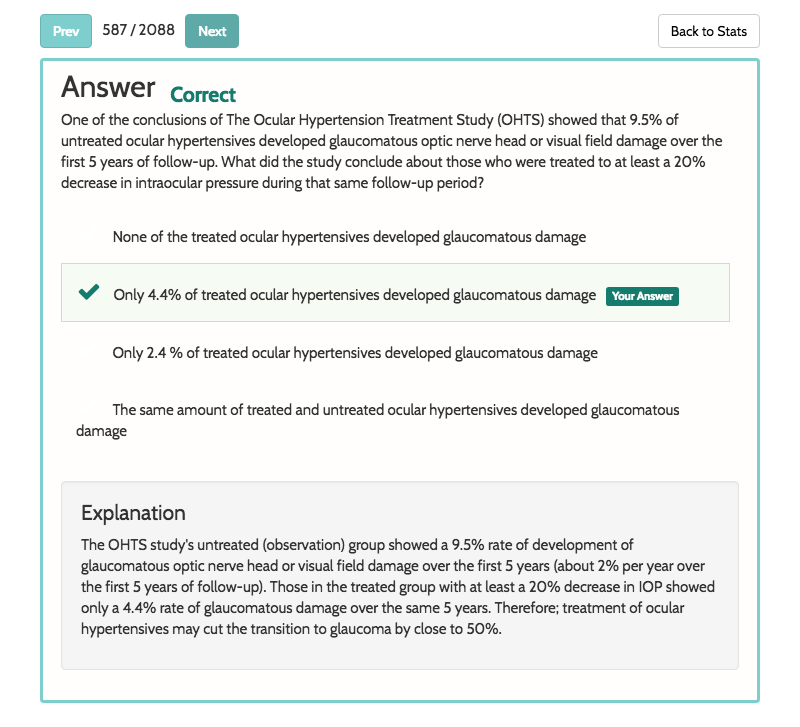 Prev 587 / 2088 Next Back to Stats
Answer Correct
One of the conclusions of The Ocular Hypertension Treatment Study (OHTS) showed that 9.5% of
untreated ocular hypertensives developed glaucomatous optic nerve head or visual field damage over the
first 5 years of follow-up. What did the study conclude about those who were treated to at least a 20%
decrease in intraocular pressure during that same follow-up period?
None of the treated ocular hypertensives developed glaucomatous damage
Only 4.4% of treated ocular hypertensives developed glaucomatous damage Your Answer
Only 2.4 % of treated ocular hypertensives developed glaucomatous damage
The same amount of treated and untreated ocular hypertensives developed glaucomatous
damage
Explanation
The OHTS study's untreated (observation) group showed a 9.5% rate of development of
glaucomatous optic nerve head or visual field damage over the first 5 years (about 2% per year over
the first 5 years of follow-up). Those in the treated group with at least a 20% decrease in IOP showed
only a 4.4% rate of glaucomatous damage over the same 5 years. Therefore; treatment of ocular
hypertensives may cut the transition to glaucoma by close to 50%.